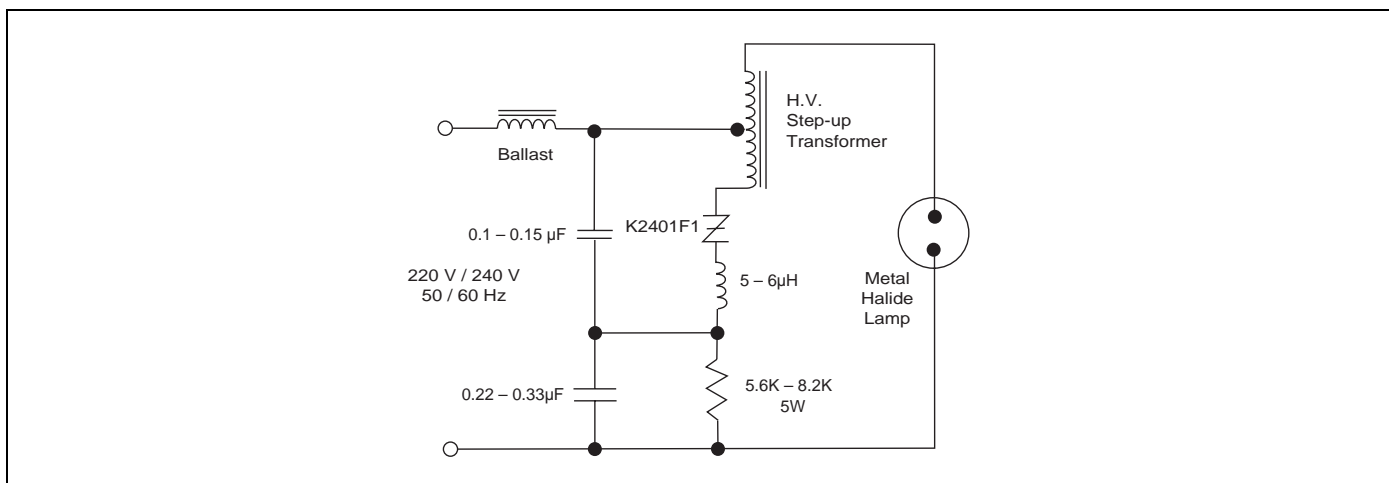 H.V.
Step-up
Transformer
Ballast
K2401F1
0.1 – 0.15 µF
220 V / 240 V
50 / 60 Hz
5 – 6µH
Metal
Halide
Lamp
0.22 – 0.33µF
5.6K – 8.2K
5W